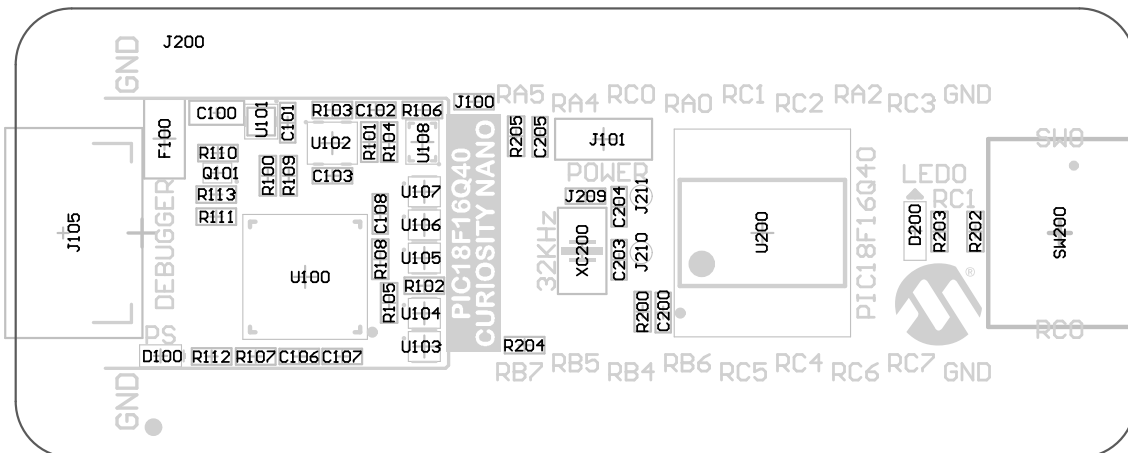 GND
J200
RA5
RA4
RC0
RA0
RC1
RC2
RA2
RC3
GND
J100
F100
C100
U101
C101
R103
C102
R106
U102
R101
R104
U108
R110
Q101
R113
R111
R100
R109
C103
J105
DEBUGGER
U107
C108
U106
U105
R108
U100
R102
R105
U104
U103
PIC18F16Q40
CURIOSITY NANO
R205
C205
J101
POWER
J209
C204
J211
32KHz
XC200
C203
J210
R200
C200
U200
PIC18F16Q40
LED0
RC1
D200
R203
R202
®
SW0
SW200
RC0
PS
D100
R112
R107
C106
C107
R204
RB7
RB5
RB4
RB6
RC5
RC4
RC6
RC7
GND
GND